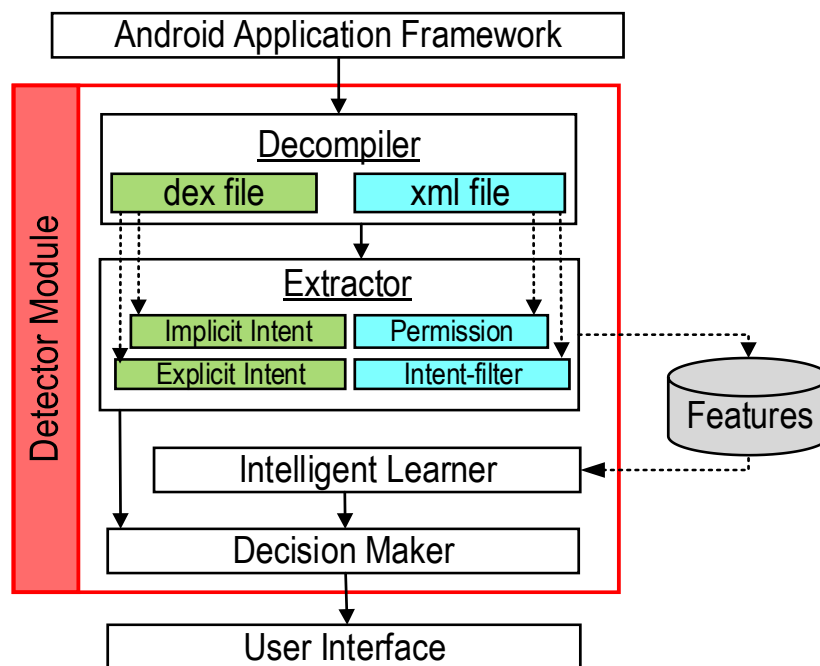 Android Application Framework
Detector Module
Decompiler
dex file
xml file
Extractor
Implicit Intent
Permission
Explicit Intent
Intent-filter
Features
Intelligent Learner
Decision Maker
User Interface